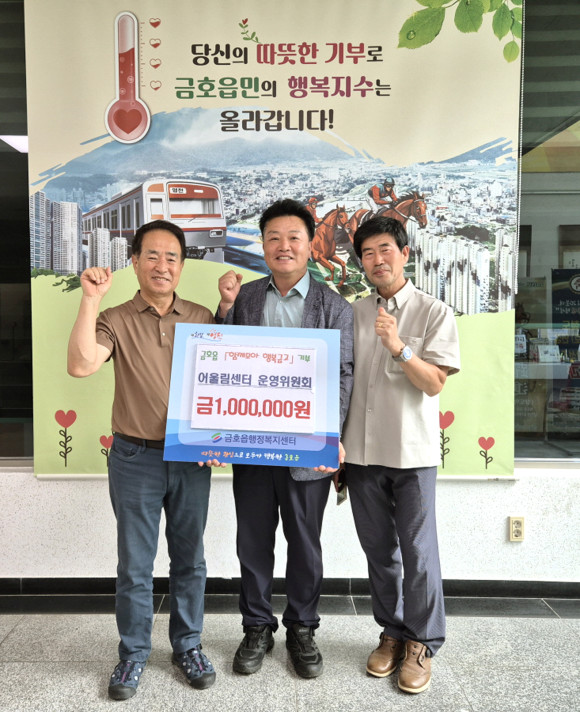 당신의 따뜻한 기부로
금호읍민의 행복지수는
올라갑니다!
금호읍 「함께모아 행복금고」 기부
어울림센터 운영위원회
금1,000,000원
금호읍행정복지센터